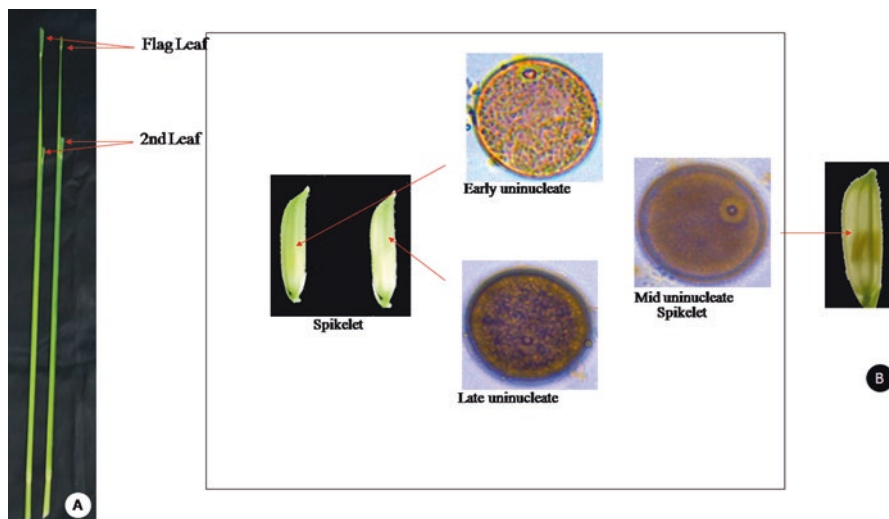 Flag Leaf
2nd Leaf
A
Early uninucleate
Spikelet
Mid uninucleate
Spikelet
Late uninucleate
B